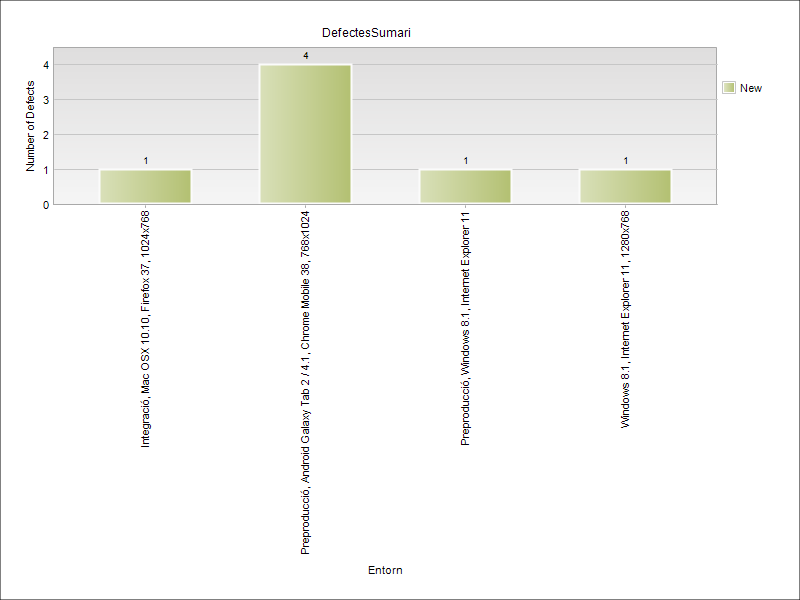 DefectesSumari
Number of Defects
4
3
2
1
0
1
4
1
1
New
Integració, Mac OSX 10.10, Firefox 37, 1024x768
Preproducció, Android Galaxy Tab 2 / 4.1, Chrome Mobile 38, 768x1024
Preproducció, Windows 8.1, Internet Explorer 11
Windows 8.1, Internet Explorer 11, 1280x768
Entorn